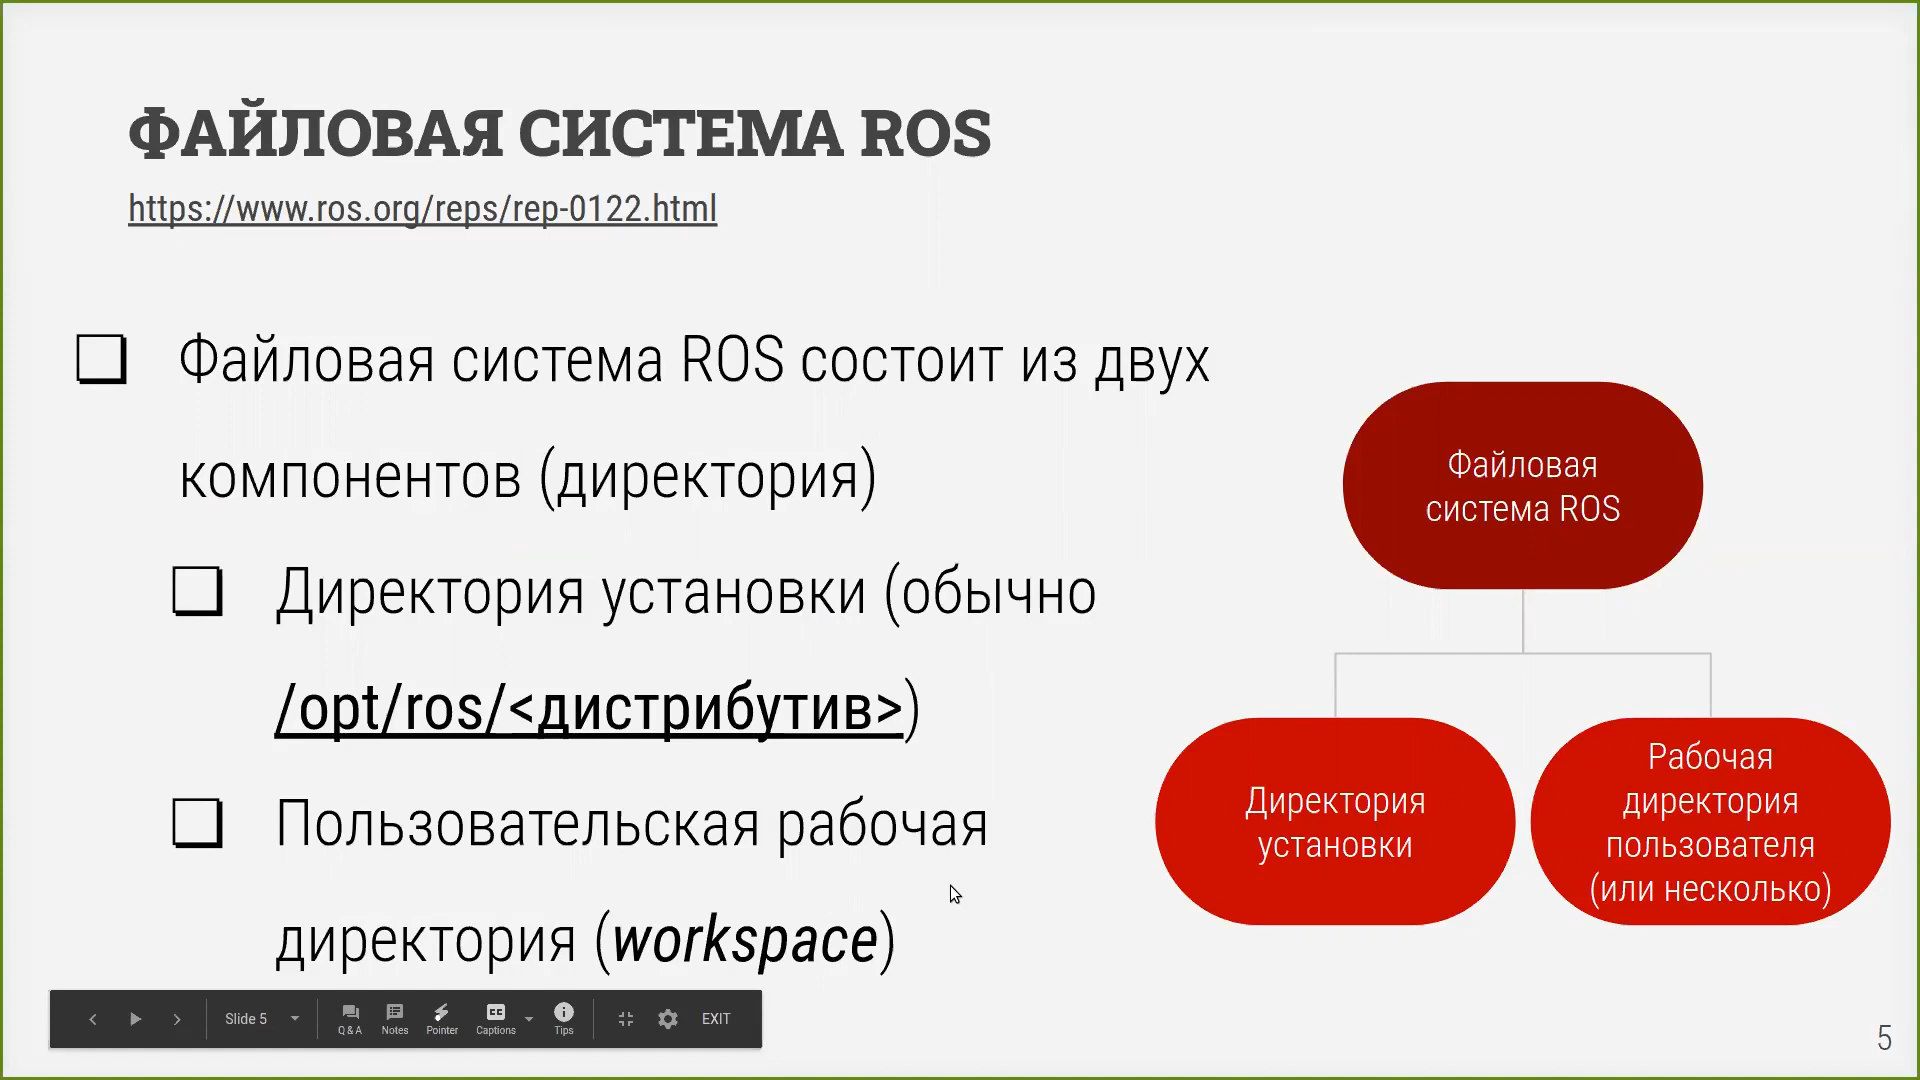 ФАЙЛОВАЯ СИСТЕМА ROS
https://www.ros.org/reps/rep-0122.html
Файловая система ROS состоит из двух
компонентов (директория)
Директория установки (обычно
/opt/ros/<дистрибутив>)
Пользовательская рабочая
директория (workspace)
Файловая
система ROS
Директория
установки
Рабочая
директория
пользователя
(или несколько)
Slide 5
Q & A
Notes
Pointer
Captions
Tips
EXIT
5